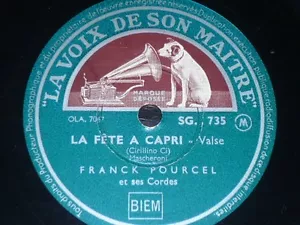 "LA VOIX DE SON MAITRE"
MARQUE DÉPOSÉE
OLA. 7047
SG. 735
M
LA FÊTE A CAPRI - Valse
(Cirillino Ci)
Mascheroni
FRANCK POURCEL
et ses Cordes
BIEM